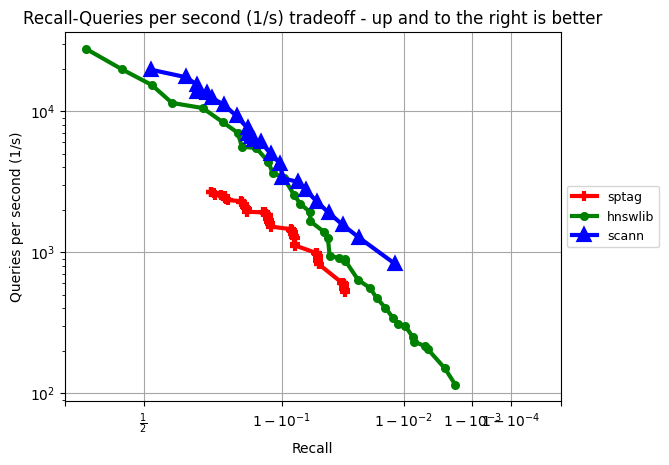 Recall-Queries per second (1/s) tradeoff - up and to the right is better
Queries per second (1/s)
10⁴
10³
10²
sptag
hnswlib
scann
½
1 − 10⁻¹
1 − 10⁻²
1 − 10⁻³
1 − 10⁻⁴
Recall